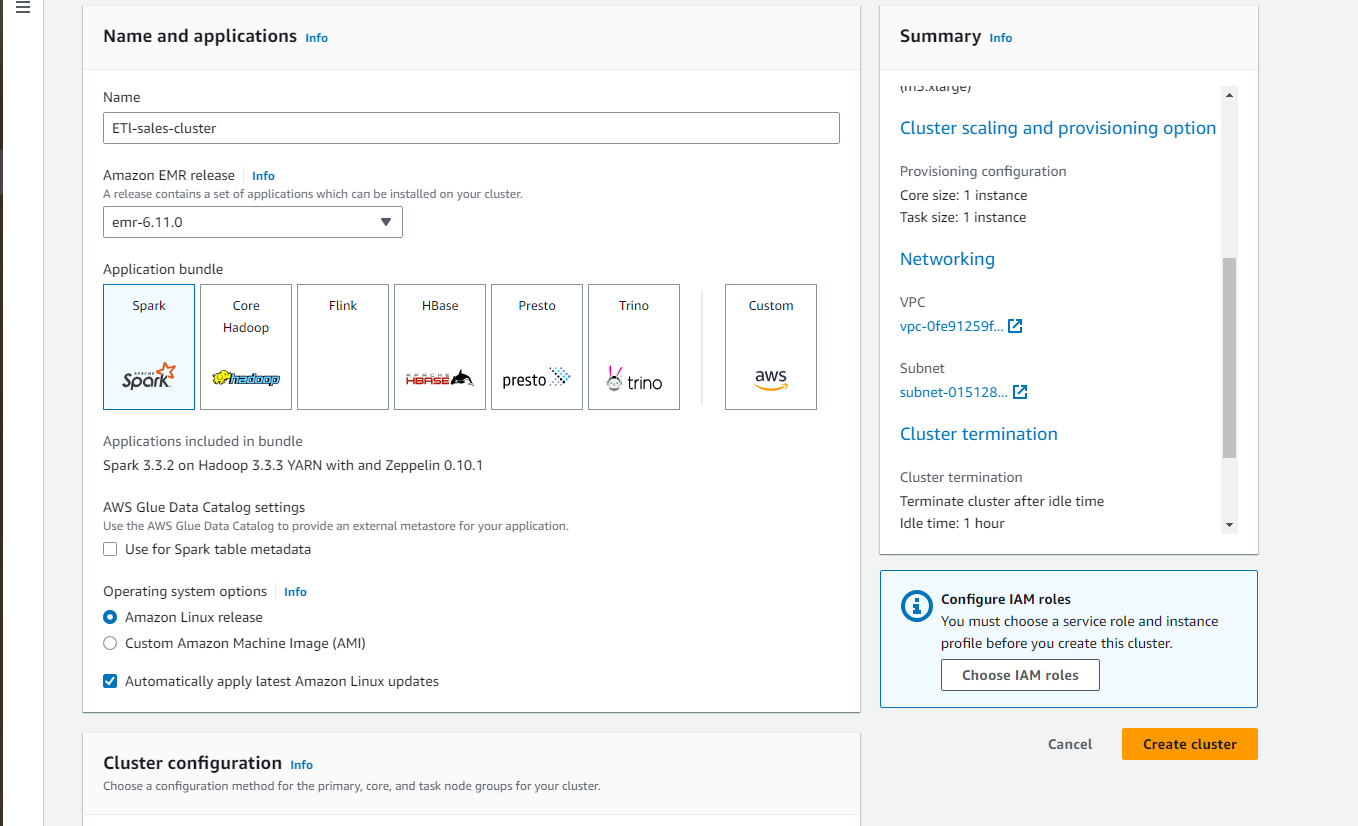 Name and applications Info
Name
ETl-sales-cluster
Amazon EMR release Info
A release contains a set of applications which can be installed on your cluster.
emr-6.11.0
Application bundle
Spark
APACHE
Spark
Core
Hadoop
hadoop
Flink
HBase
APACHE
HBASE
Presto
presto
Trino
trino
Custom
aws
Applications included in bundle
Spark 3.3.2 on Hadoop 3.3.3 YARN with and Zeppelin 0.10.1
AWS Glue Data Catalog settings
Use the AWS Glue Data Catalog to provide an external metastore for your application.
Use for Spark table metadata
Operating system options Info
Amazon Linux release
Custom Amazon Machine Image (AMI)
Automatically apply latest Amazon Linux updates
Cluster configuration Info
Choose a configuration method for the primary, core, and task node groups for your cluster.
Summary Info
(m5.xlarge)
Cluster scaling and provisioning option
Provisioning configuration
Core size: 1 instance
Task size: 1 instance
Networking
VPC
vpc-0fe91259f...
Subnet
subnet-015128...
Cluster termination
Cluster termination
Terminate cluster after idle time
Idle time: 1 hour
Configure IAM roles
You must choose a service role and instance
profile before you create this cluster.
Choose IAM roles
Cancel
Create cluster